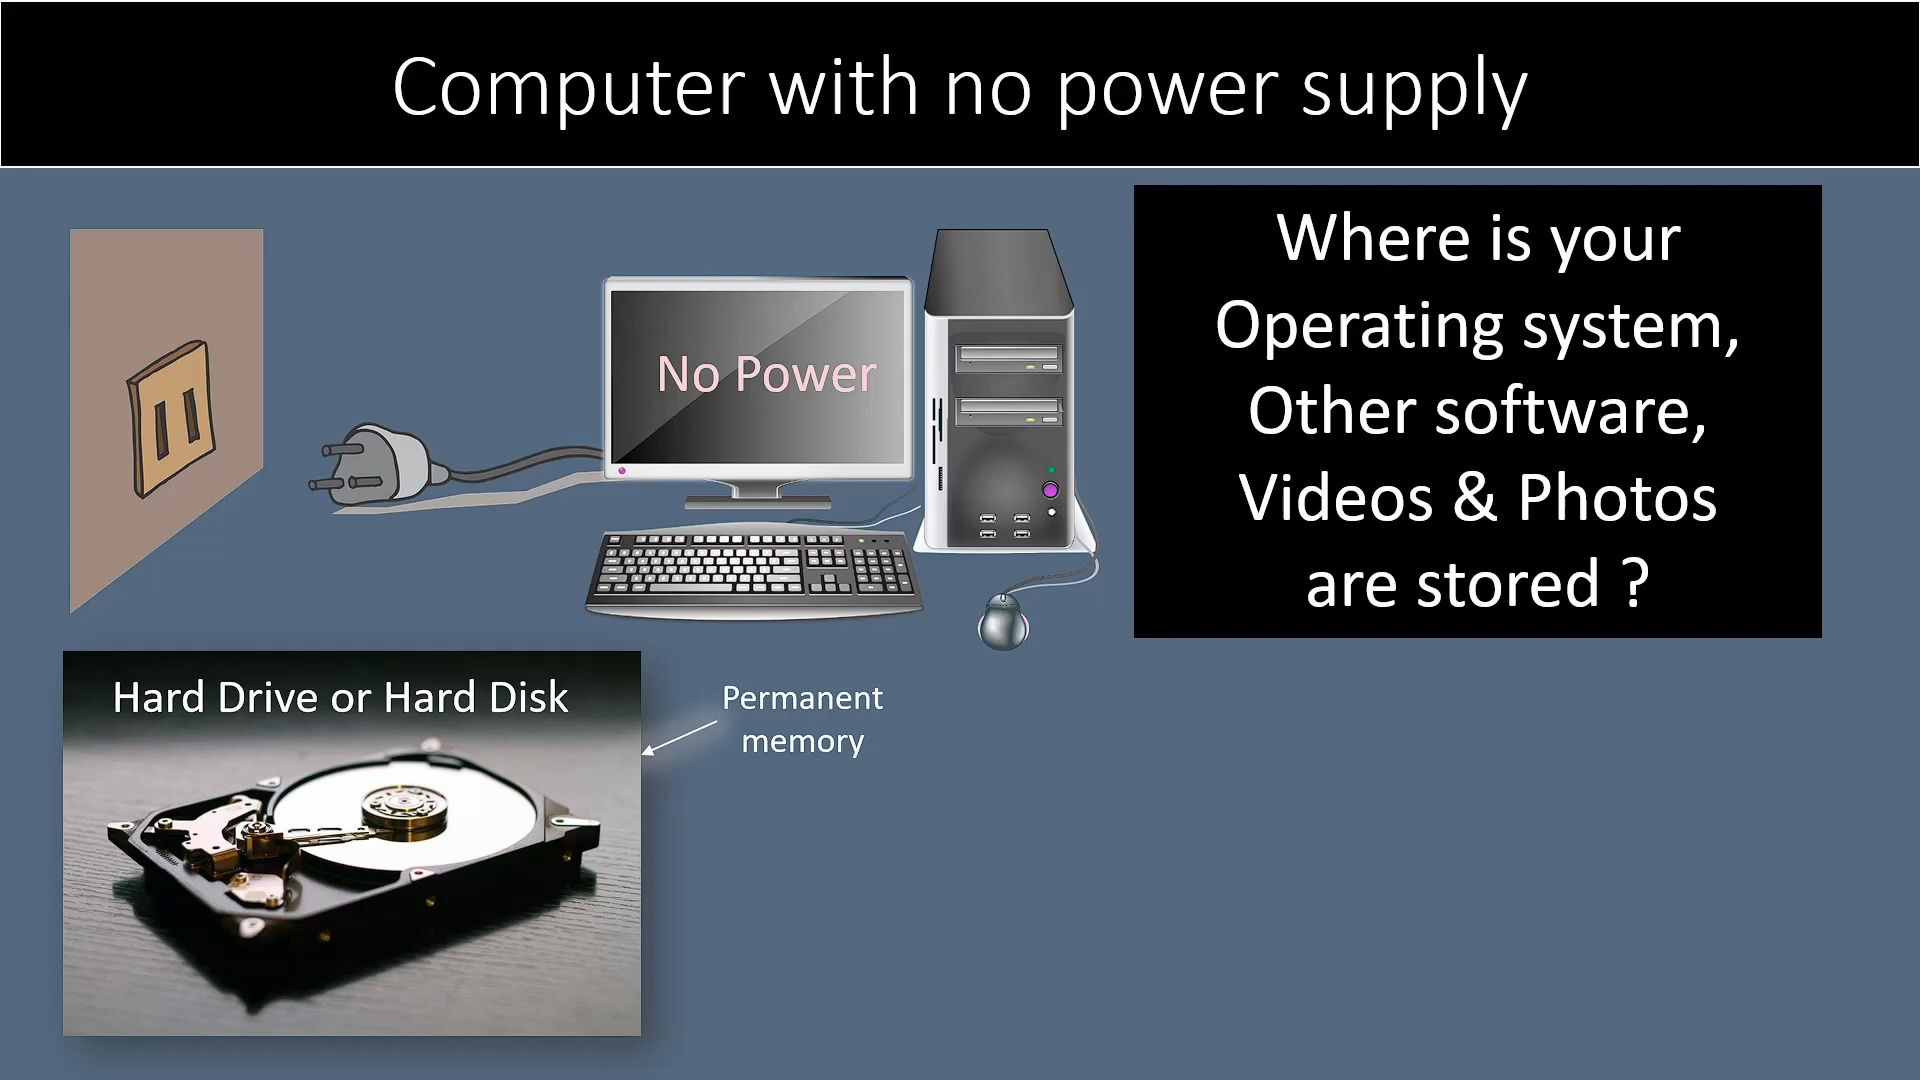 Computer with no power supply
Where is your
Operating system,
Other software,
Videos & Photos
are stored ?
No Power
Hard Drive or Hard Disk
Permanent
memory